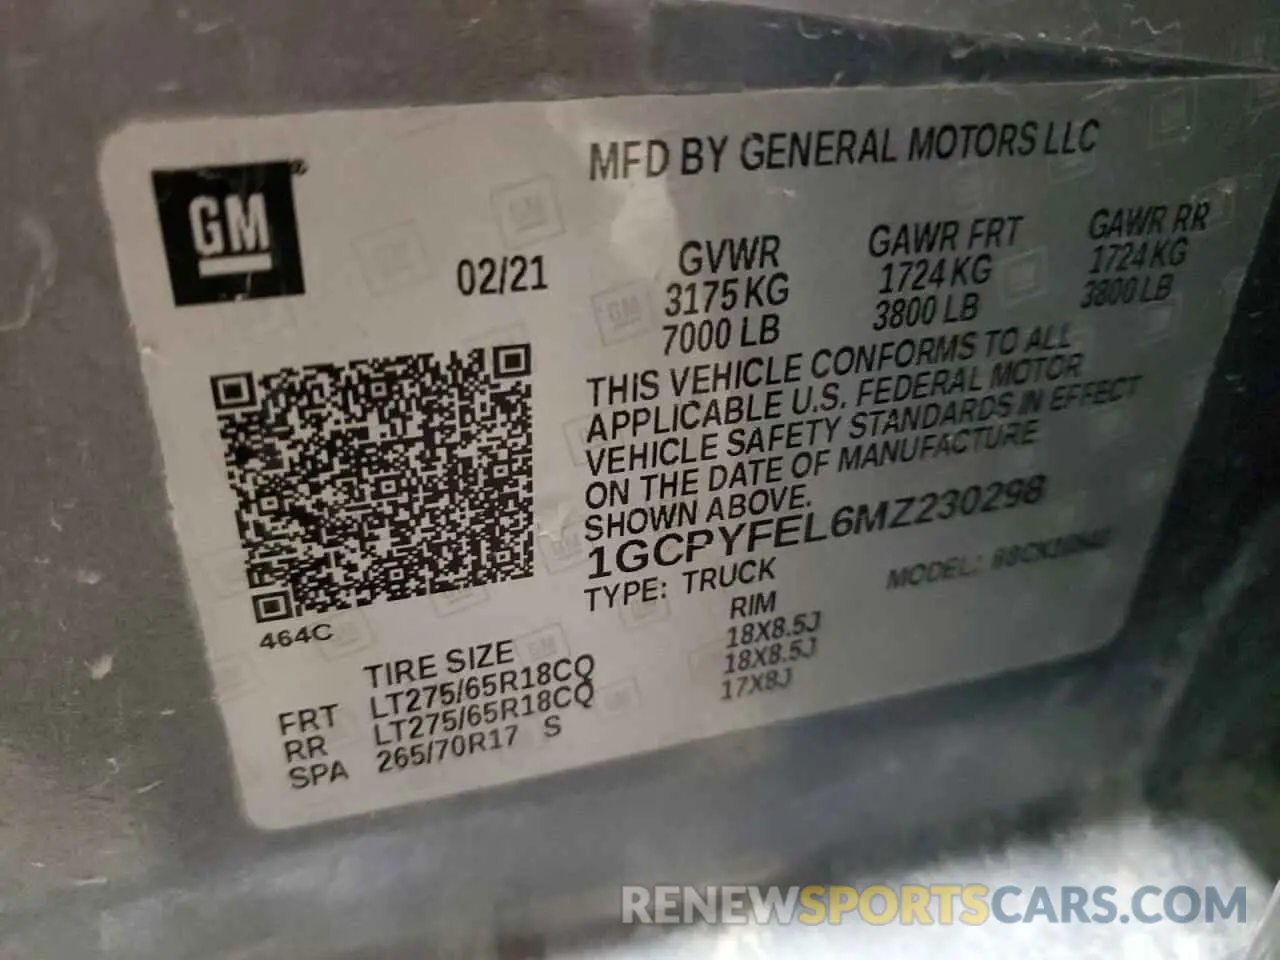 MFD BY GENERAL MOTORS LLC
GM
02/21
GVWR GAWR FRT GAWR RR
3175 KG 1724 KG 1724 KG
7000 LB 3800 LB 3800 LB
THIS VEHICLE CONFORMS TO ALL
APPLICABLE U.S. FEDERAL MOTOR
VEHICLE SAFETY STANDARDS IN EFFECT
ON THE DATE OF MANUFACTURE
SHOWN ABOVE.
1GCPYFEL6MZ230298
TYPE: TRUCK MODEL:
464C
TIRE SIZE RIM
FRT LT275/65R18CQ 18X8.5J
RR LT275/65R18CQ 18X8.5J
SPA 265/70R17 S 17X8J
RENEWSPORTSCARS.COM